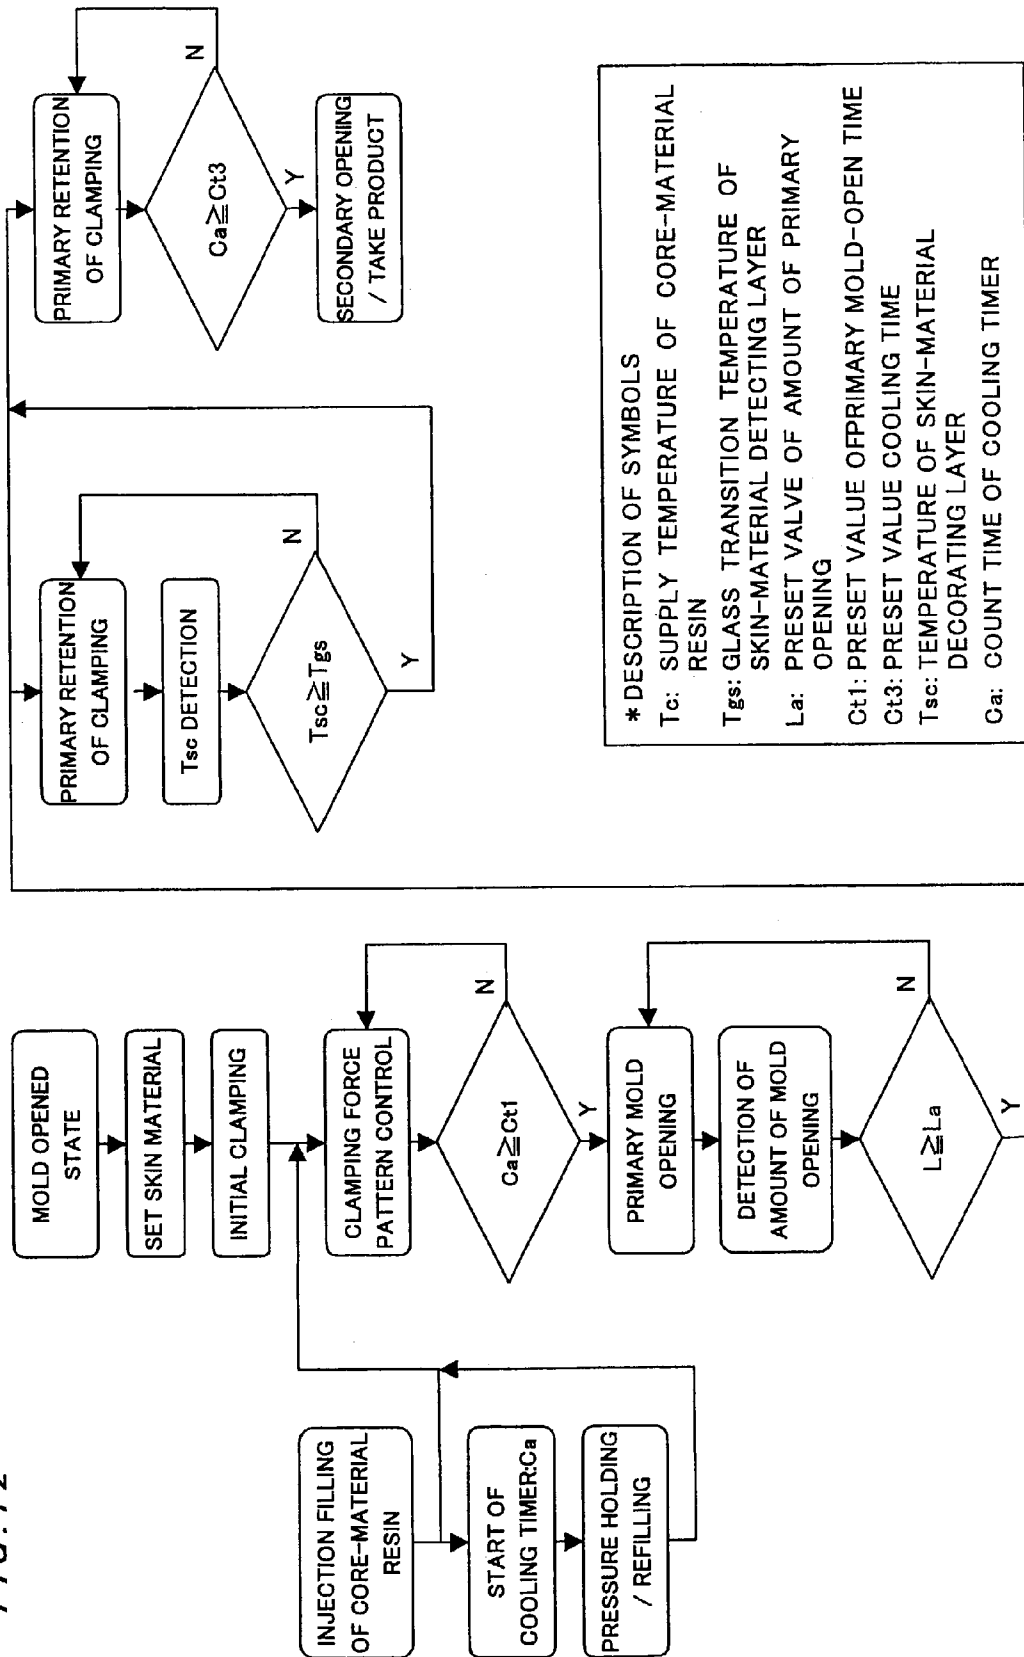 FIG. 12
INJECTION FILLING
OF CORE-MATERIAL
RESIN
START OF
COOLING TIMER:Ca
PRESSURE HOLDING
/ REFILLING
MOLD OPENED
STATE
SET SKIN MATERIAL
INITIAL CLAMPING
CLAMPING FORCE
PATTERN CONTROL
Ca≧Ct1
N
Y
PRIMARY MOLD
OPENING
DETECTION OF
AMOUNT OF MOLD
OPENING
L≧La
N
Y
PRIMARY RETENTION
OF CLAMPING
Tsc DETECTION
Tsc≧Tgs
N
Y
PRIMARY RETENTION
OF CLAMPING
Ca≧Ct3
N
Y
SECONDARY OPENING
/ TAKE PRODUCT
* DESCRIPTION OF SYMBOLS
Tc: SUPPLY TEMPERATURE OF CORE-MATERIAL
RESIN
Tgs: GLASS TRANSITION TEMPERATURE OF
SKIN-MATERIAL DETECTING LAYER
La: PRESET VALVE OF AMOUNT OF PRIMARY
OPENING
Ct1: PRESET VALUE OFPRIMARY MOLD-OPEN TIME
Ct3: PRESET VALUE COOLING TIME
Tsc: TEMPERATURE OF SKIN-MATERIAL
DECORATING LAYER
Ca: COUNT TIME OF COOLING TIMER